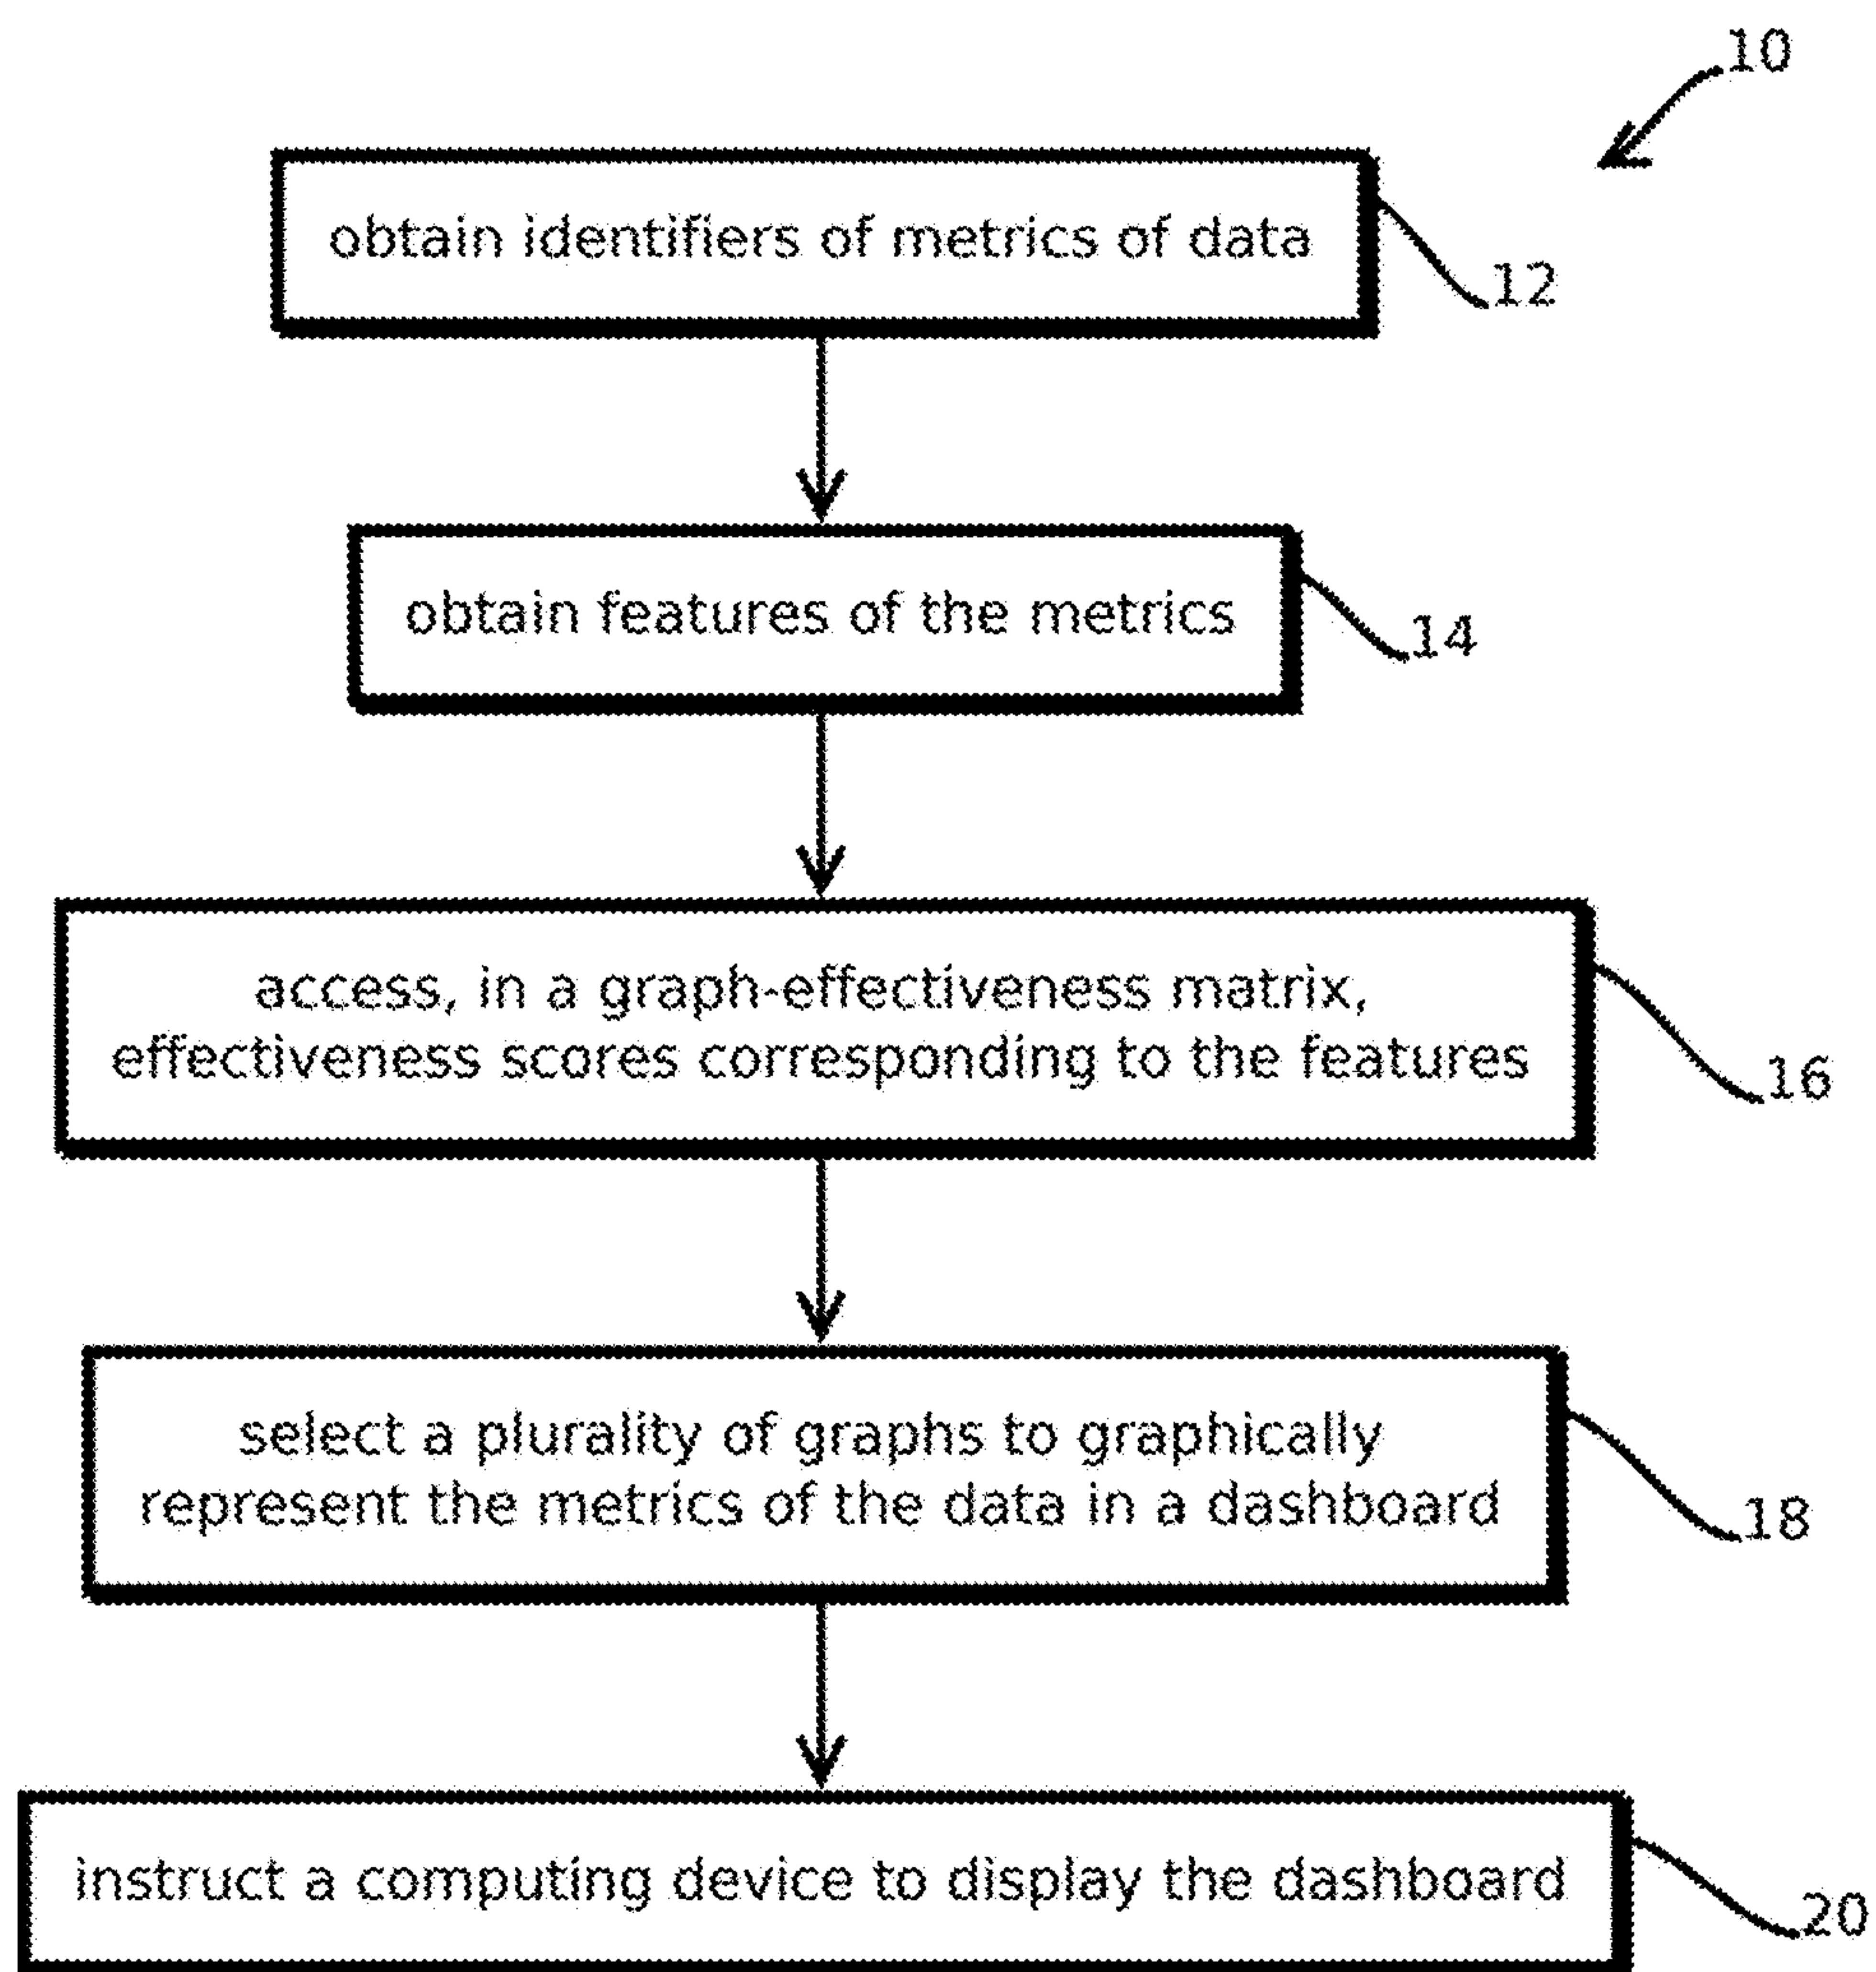 10
obtain identifiers of metrics of data
12
obtain features of the metrics
14
access, in a graph-effectiveness matrix,
effectiveness scores corresponding to the features
16
select a plurality of graphs to graphically
represent the metrics of the data in a dashboard
18
instruct a computing device to display the dashboard
20